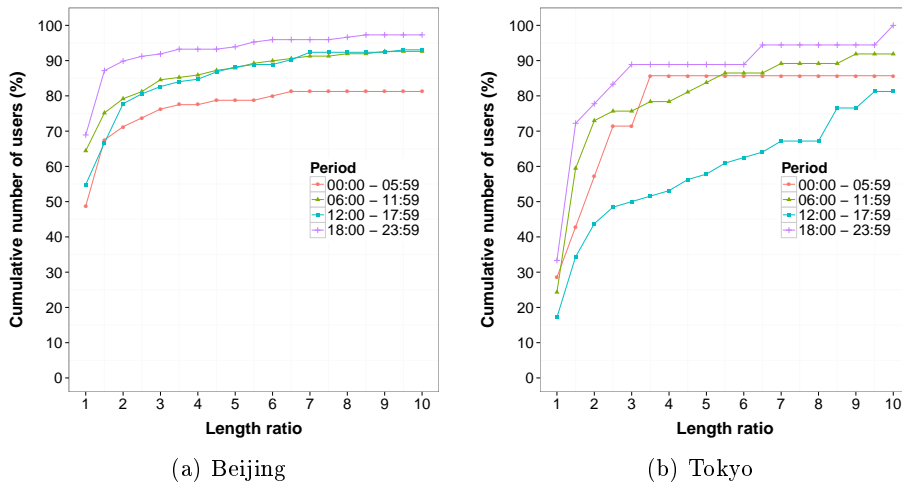 Cumulative number of users (%)
100
90
80
70
60
50
40
30
20
10
0
Period
00:00 – 05:59
06:00 – 11:59
12:00 – 17:59
18:00 – 23:59
1 2 3 4 5 6 7 8 9 10
Length ratio
(a) Beijing
Cumulative number of users (%)
100
90
80
70
60
50
40
30
20
10
0
Period
00:00 – 05:59
06:00 – 11:59
12:00 – 17:59
18:00 – 23:59
1 2 3 4 5 6 7 8 9 10
Length ratio
(b) Tokyo